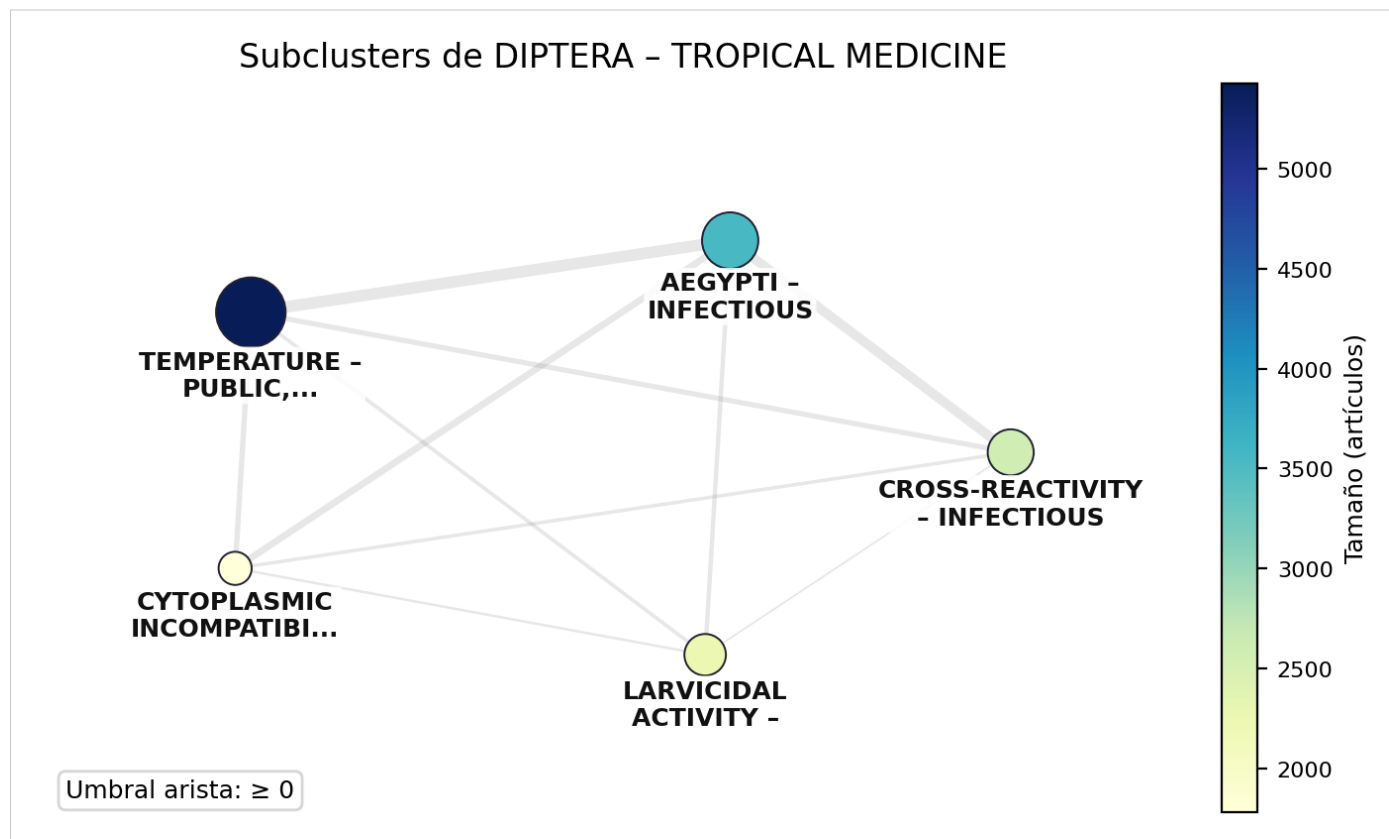 Subclusters de DIPTERA – TROPICAL MEDICINE
AEGYPTI –
INFECTIOUS
TEMPERATURE –
PUBLIC,...
CROSS-REACTIVITY
– INFECTIOUS
CYTOPLASMIC
INCOMPATIBI...
LARVICIDAL
ACTIVITY –
Umbral arista: ≥ 0
5000
4500
4000
3500
3000
2500
2000
Tamaño (artículos)